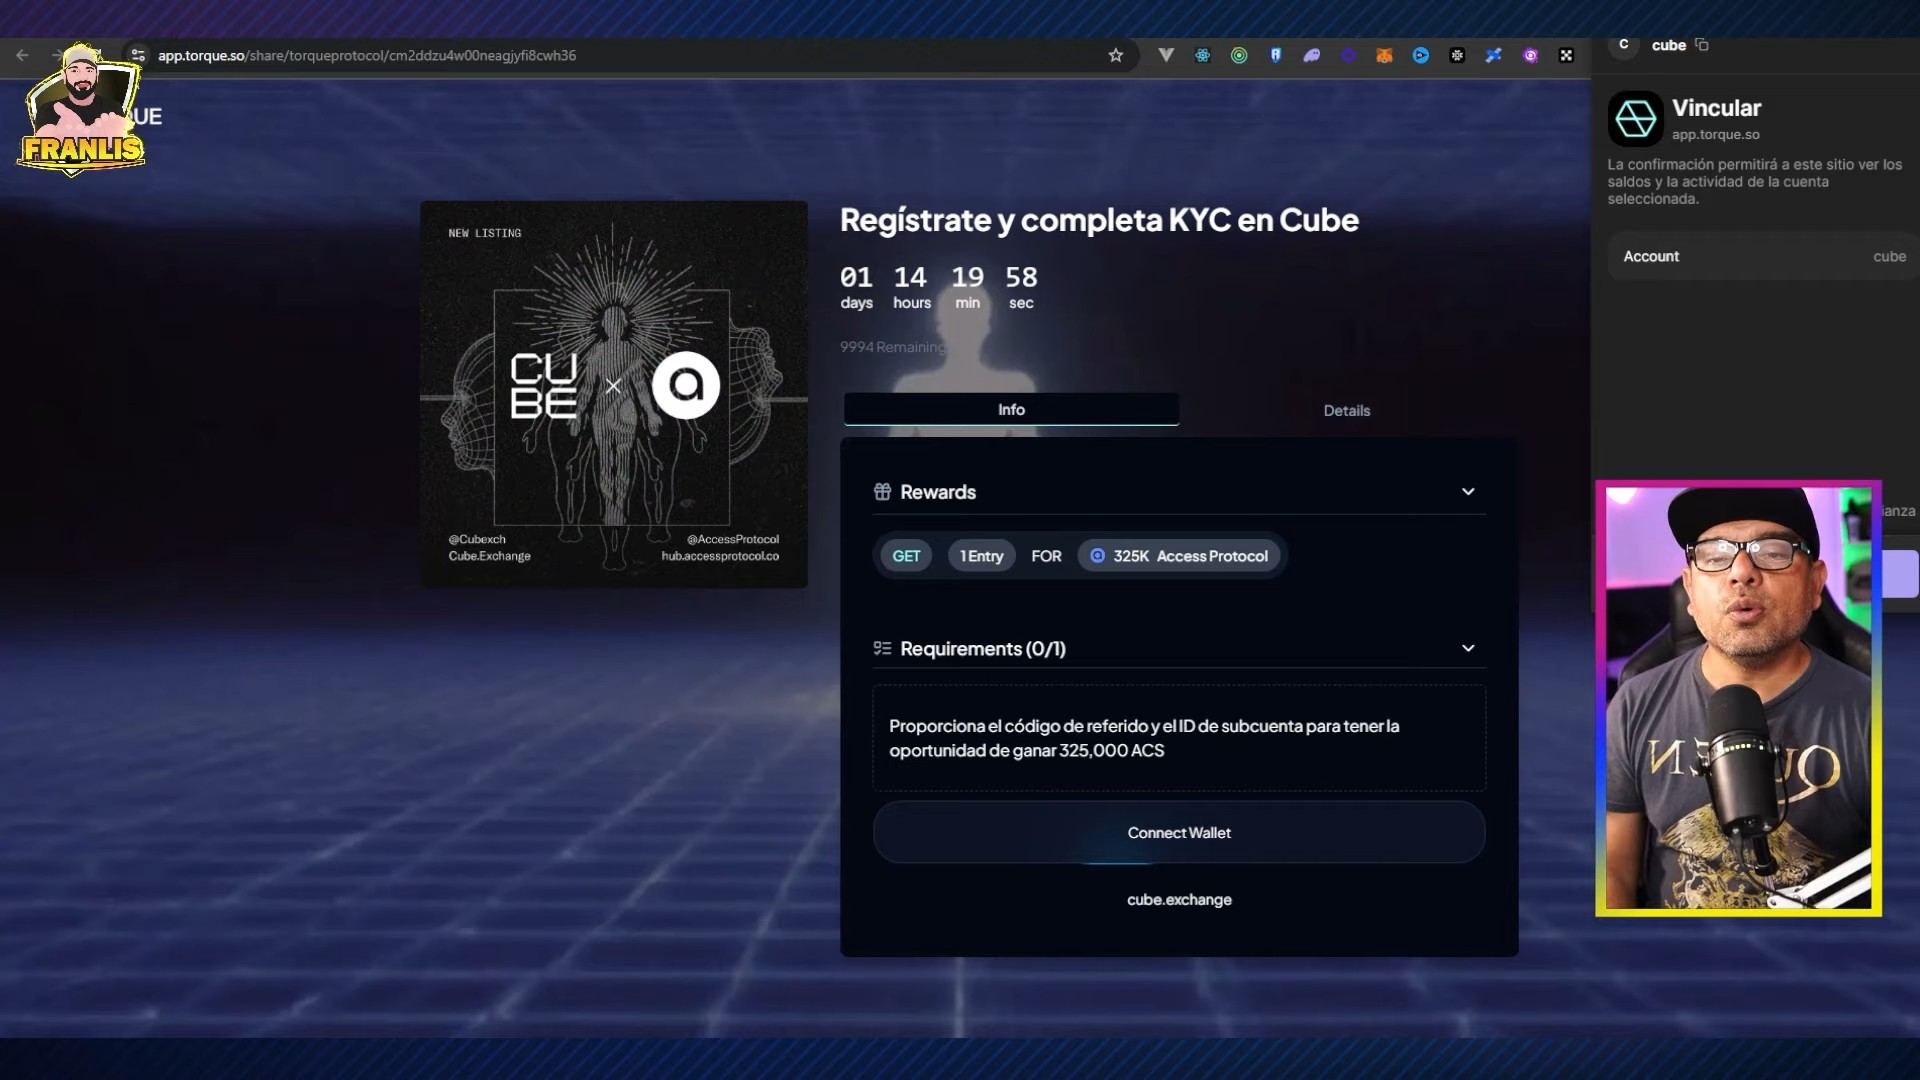 app.torque.so/share/torqueprotocol/cm2ddzu4w00neagjyfi8cwh36
FRANLIS
UE
NEW LISTING
CU
BE
×
a
@Cubexch
Cube.Exchange
@AccessProtocol
hub.accessprotocol.co
Regístrate y completa KYC en Cube
01 14 19 58
days hours min sec
9994 Remaining
Info
Details
Rewards
GET 1 Entry FOR 325K Access Protocol
Requirements (0/1)
Proporciona el código de referido y el ID de subcuenta para tener la
oportunidad de ganar 325,000 ACS
Connect Wallet
cube.exchange
C cube
Vincular
app.torque.so
La confirmación permitirá a este sitio ver los
saldos y la actividad de la cuenta
seleccionada.
Account cube
ianza